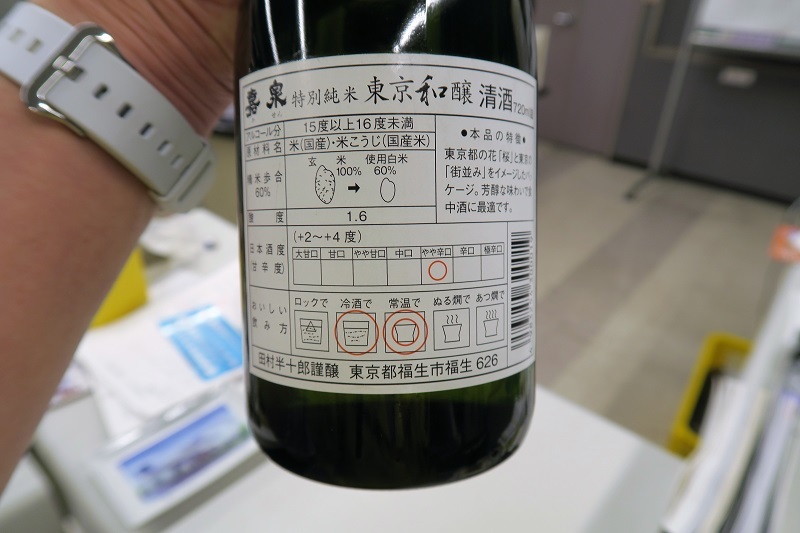 嘉泉 特別純米 東京和醸 清酒 720ml
アルコール分 15度以上16度未満
原材料名 米(国産)・米こうじ(国産米)
精米歩合 60%
玄米 100% → 使用白米 60%
酸度 1.6
●本品の特徴●
東京都の花「桜」と東京の
「街並み」をイメージしたパッ
ケージ。芳醇な味わいで
中酒に最適です。
日本酒度 (甘辛度)
(+2～+4度)
大甘口 甘口 やや甘口 中口 やや辛口 辛口 極辛口
おいしい飲み方
ロックで 冷酒で 常温で ぬる燗で あつ燗で
田村半十郎謹醸 東京都福生市福生 626